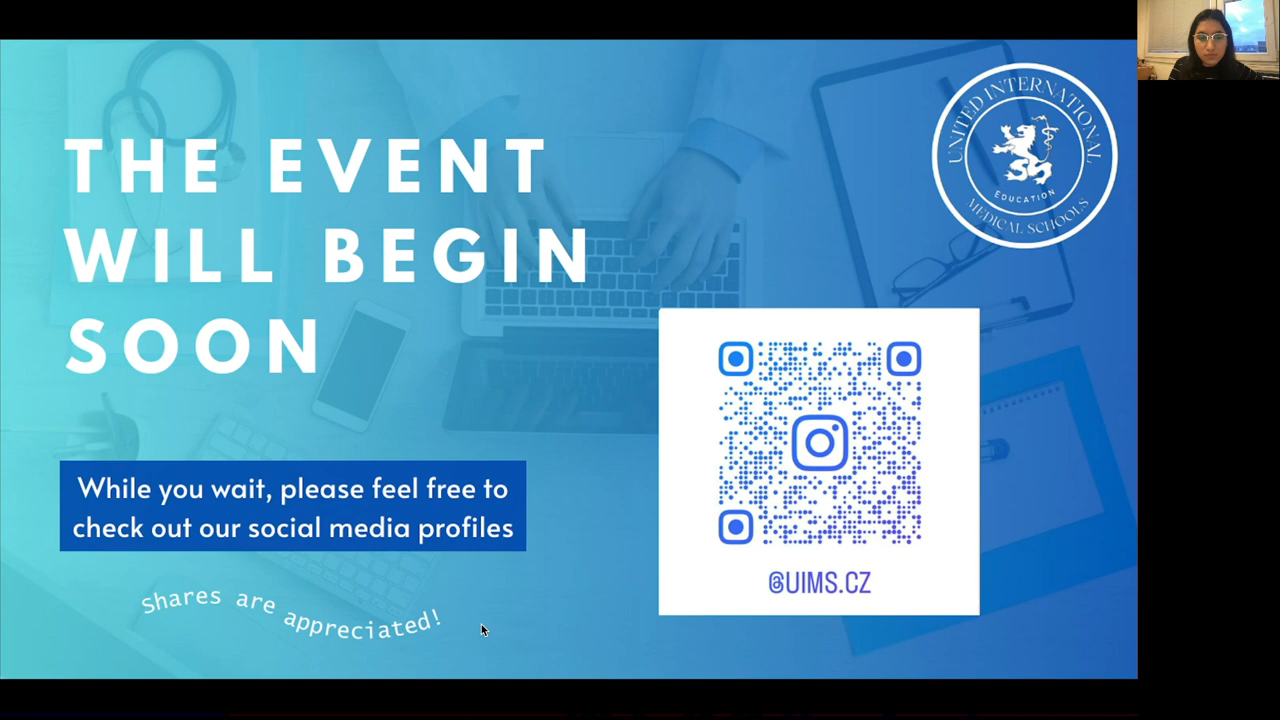 THE EVENT
WILL BEGIN
SOON
UNITED INTERNATIONAL
EDUCATION
MEDICAL SCHOOLS
While you wait, please feel free to
check out our social media profiles
Shares are appreciated!
@UIMS.CZ